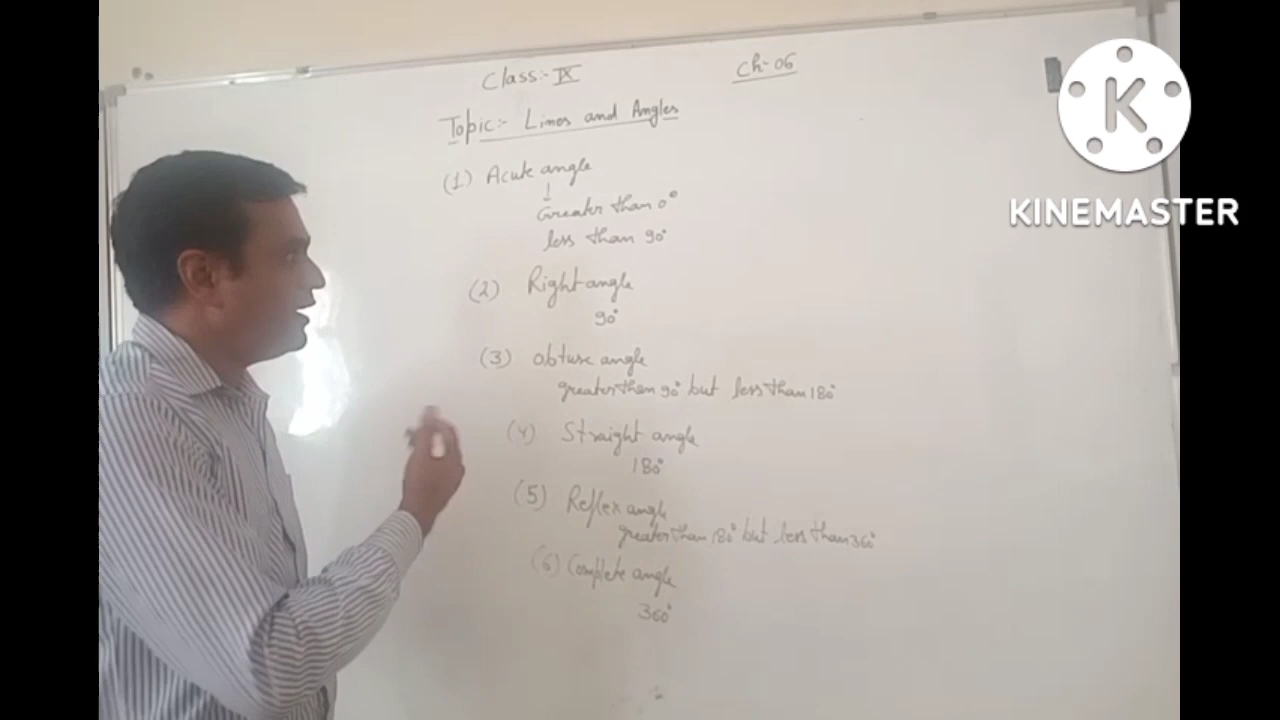 Class:- IX
Ch-06
Topic:- Lines and Angles
(1) Acute angle
Greater than 0°
less than 90°
(2) Right angle
90°
(3) obtuse angle
greater than 90° but less than 180°
(4) Straight angle
180°
(5) Reflex angle
greater than 180° but less than 360°
(6) Complete angle
360°
K
KINEMASTER